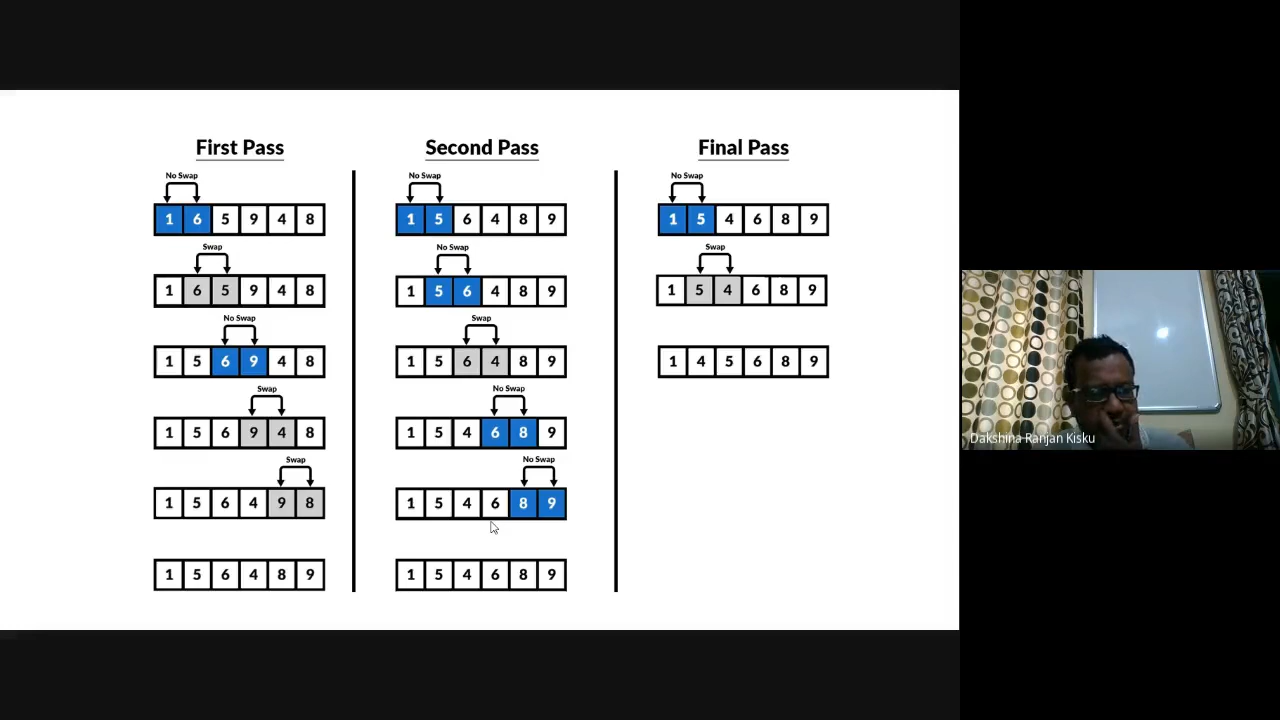 First Pass
No Swap
1 6 5 9 4 8
Swap
1 6 5 9 4 8
No Swap
1 5 6 9 4 8
Swap
1 5 6 9 4 8
Swap
1 5 6 4 9 8
1 5 6 4 8 9
Second Pass
No Swap
1 5 6 4 8 9
No Swap
1 5 6 4 8 9
Swap
1 5 6 4 8 9
No Swap
1 5 4 6 8 9
No Swap
1 5 4 6 8 9
1 5 4 6 8 9
Final Pass
No Swap
1 5 4 6 8 9
Swap
1 5 4 6 8 9
1 4 5 6 8 9
Dakshina Ranjan Kisku